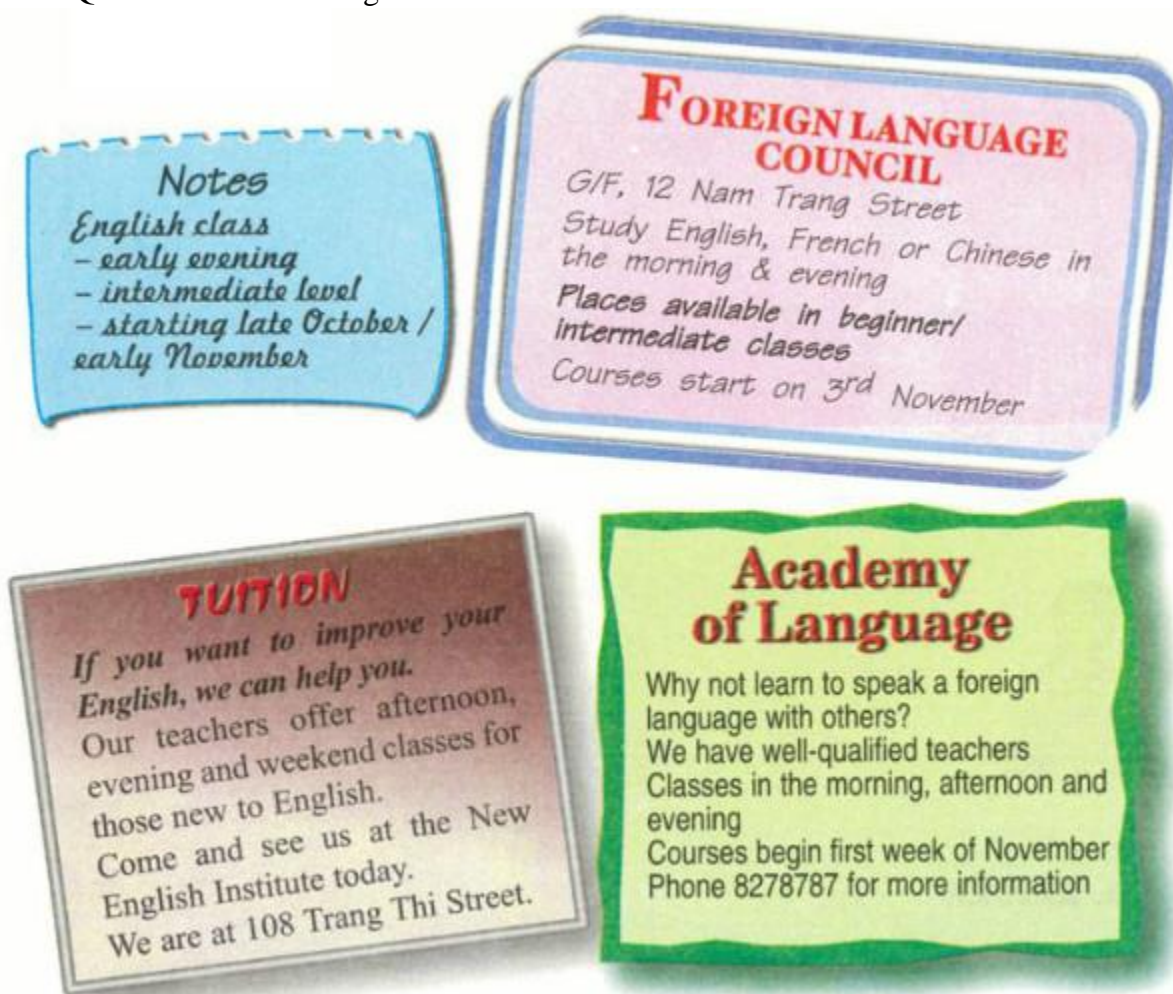 Notes
English class
– early evening
– intermediate level
– starting late October /
early November
FOREIGN LANGUAGE
COUNCIL
G/F, 12 Nam Trang Street
Study English, French or Chinese in
the morning & evening
Places available in beginner/
intermediate classes
Courses start on 3rd November
TUITION
If you want to improve your
English, we can help you.
Our teachers offer afternoon,
evening and weekend classes for
those new to English.
Come and see us at the New
English Institute today.
We are at 108 Trang Thi Street.
Academy
of Language
Why not learn to speak a foreign
language with others?
We have well-qualified teachers
Classes in the morning, afternoon and
evening
Courses begin first week of November
Phone 8278787 for more information